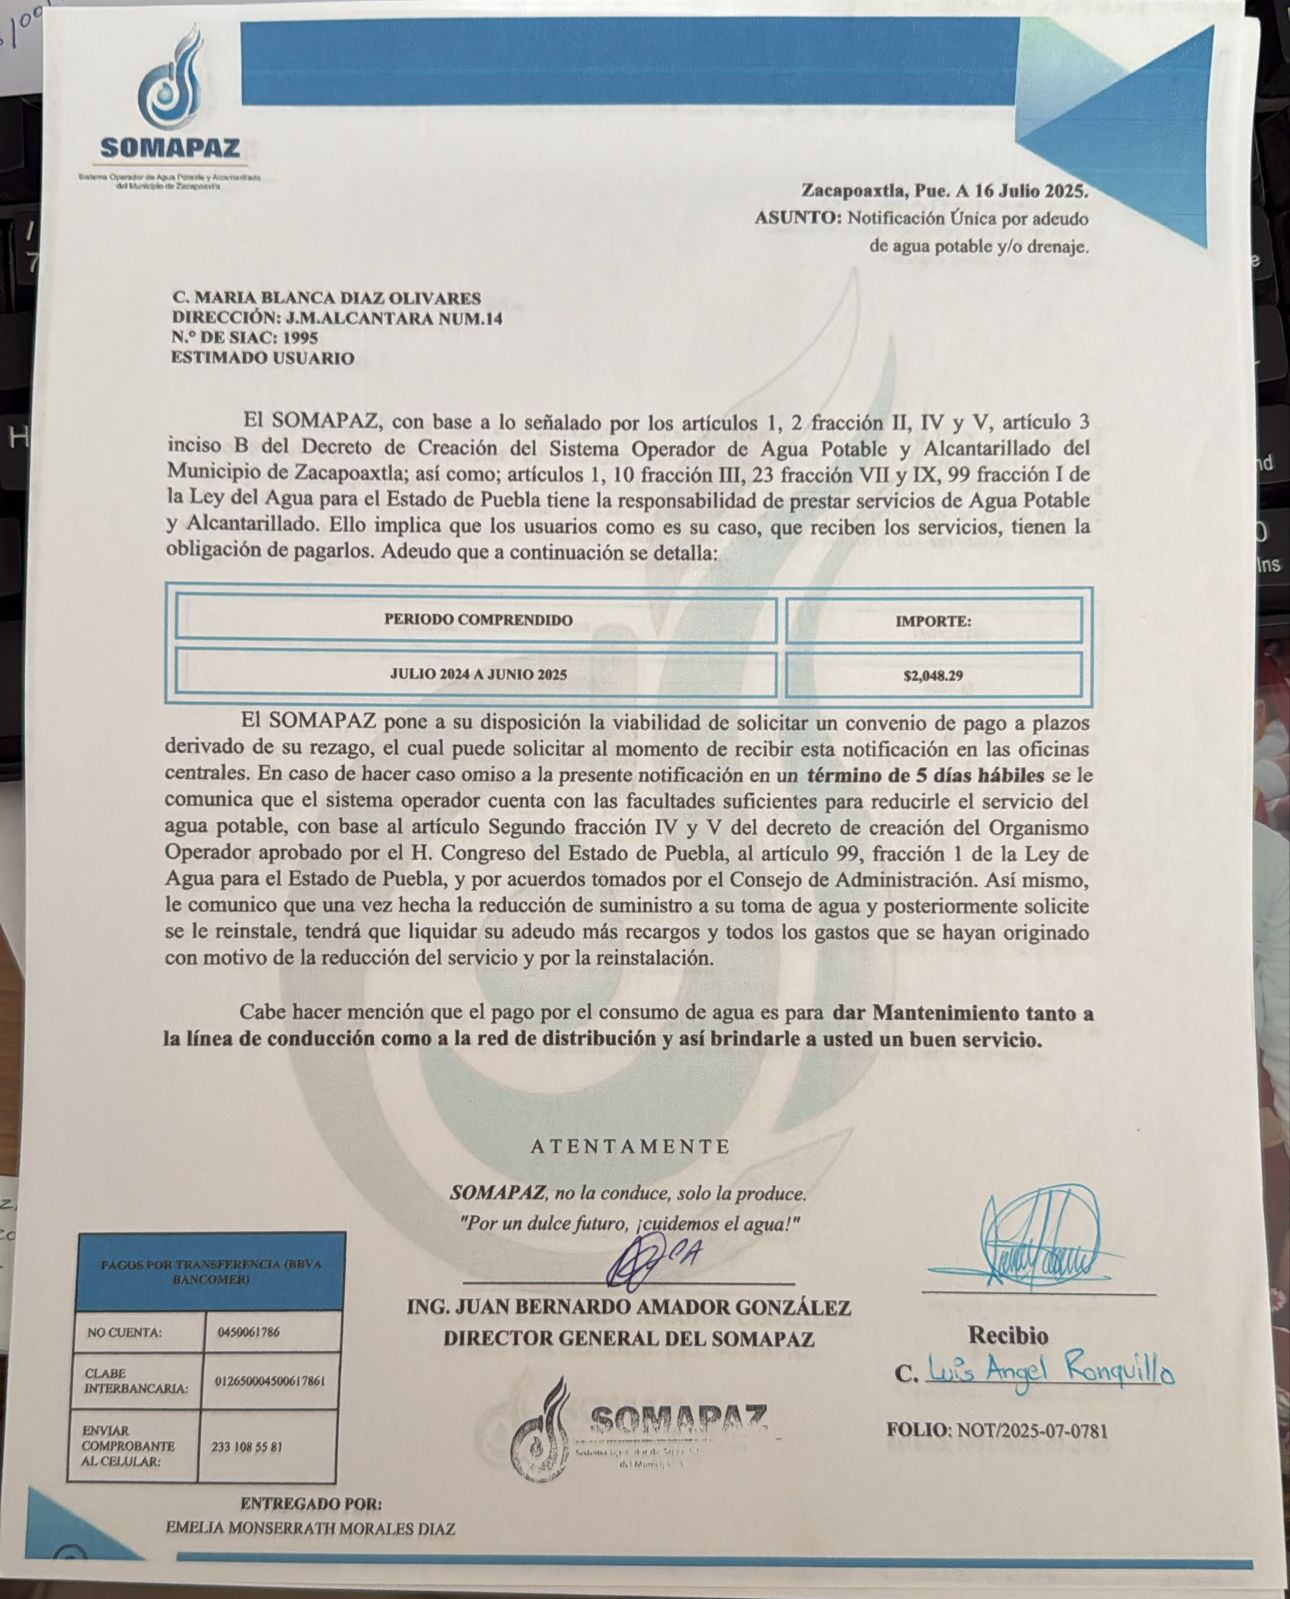 SOMAPAZ
Sistema Operador de Agua Potable y Alcantarillado
del Municipio de Zacapoaxtla
Zacapoaxtla, Pue. A 16 Julio 2025.
ASUNTO: Notificación Única por adeudo
de agua potable y/o drenaje.
C. MARIA BLANCA DIAZ OLIVARES
DIRECCIÓN: J.M.ALCANTARA NUM.14
N.º DE SIAC: 1995
ESTIMADO USUARIO
El SOMAPAZ, con base a lo señalado por los artículos 1, 2 fracción II, IV y V, artículo 3
inciso B del Decreto de Creación del Sistema Operador de Agua Potable y Alcantarillado del
Municipio de Zacapoaxtla; así como; artículos 1, 10 fracción III, 23 fracción VII y IX, 99 fracción I de
la Ley del Agua para el Estado de Puebla tiene la responsabilidad de prestar servicios de Agua Potable
y Alcantarillado. Ello implica que los usuarios como es su caso, que reciben los servicios, tienen la
obligación de pagarlos. Adeudo que a continuación se detalla:
PERIODO COMPRENDIDO IMPORTE:
JULIO 2024 A JUNIO 2025 $2,048.29
El SOMAPAZ pone a su disposición la viabilidad de solicitar un convenio de pago a plazos
derivado de su rezago, el cual puede solicitar al momento de recibir esta notificación en las oficinas
centrales. En caso de hacer caso omiso a la presente notificación en un término de 5 días hábiles se le
comunica que el sistema operador cuenta con las facultades suficientes para reducirle el servicio del
agua potable, con base al artículo Segundo fracción IV y V del decreto de creación del Organismo
Operador aprobado por el H. Congreso del Estado de Puebla, al artículo 99, fracción 1 de la Ley de
Agua para el Estado de Puebla, y por acuerdos tomados por el Consejo de Administración. Así mismo,
le comunico que una vez hecha la reducción de suministro a su toma de agua y posteriormente solicite
se le reinstale, tendrá que liquidar su adeudo más recargos y todos los gastos que se hayan originado
con motivo de la reducción del servicio y por la reinstalación.
Cabe hacer mención que el pago por el consumo de agua es para dar Mantenimiento tanto a
la línea de conducción como a la red de distribución y así brindarle a usted un buen servicio.
ATENTAMENTE
SOMAPAZ, no la conduce, solo la produce.
"Por un dulce futuro, ¡cuidemos el agua!"
ING. JUAN BERNARDO AMADOR GONZÁLEZ
DIRECTOR GENERAL DEL SOMAPAZ
SOMAPAZ
Recibio
C. Luis Angel Ronquillo
FOLIO: NOT/2025-07-0781
PAGOS POR TRANSFERENCIA (BBVA
BANCOMER)
NO CUENTA: 0450061786
CLABE
INTERBANCARIA: 012650004500617861
ENVIAR
COMPROBANTE
AL CELULAR: 233 108 55 81
ENTREGADO POR:
EMELIA MONSERRATH MORALES DIAZ